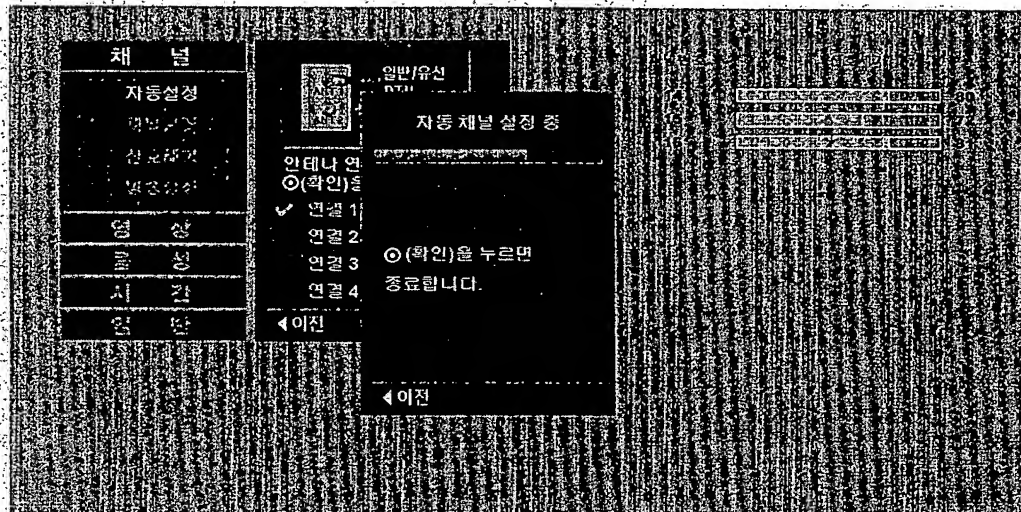 채 널
자동설정
영 상
음 성
시 간
일 반
일반/유선
DTV
안테나 연
⊙(확인)을
✔ 연결 1
연결 2
연결 3
연결 4
◀이전
자동 채널 설정 중
⊙(확인)을 누르면
종료합니다.
◀이전